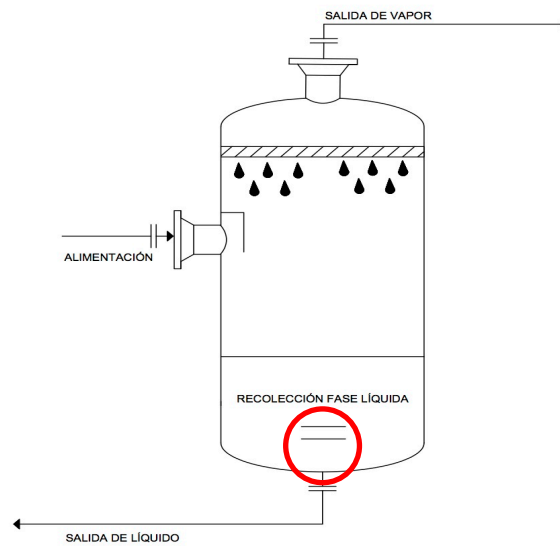 SALIDA DE VAPOR
ALIMENTACIÓN
RECOLECCIÓN FASE LÍQUIDA
SALIDA DE LÍQUIDO